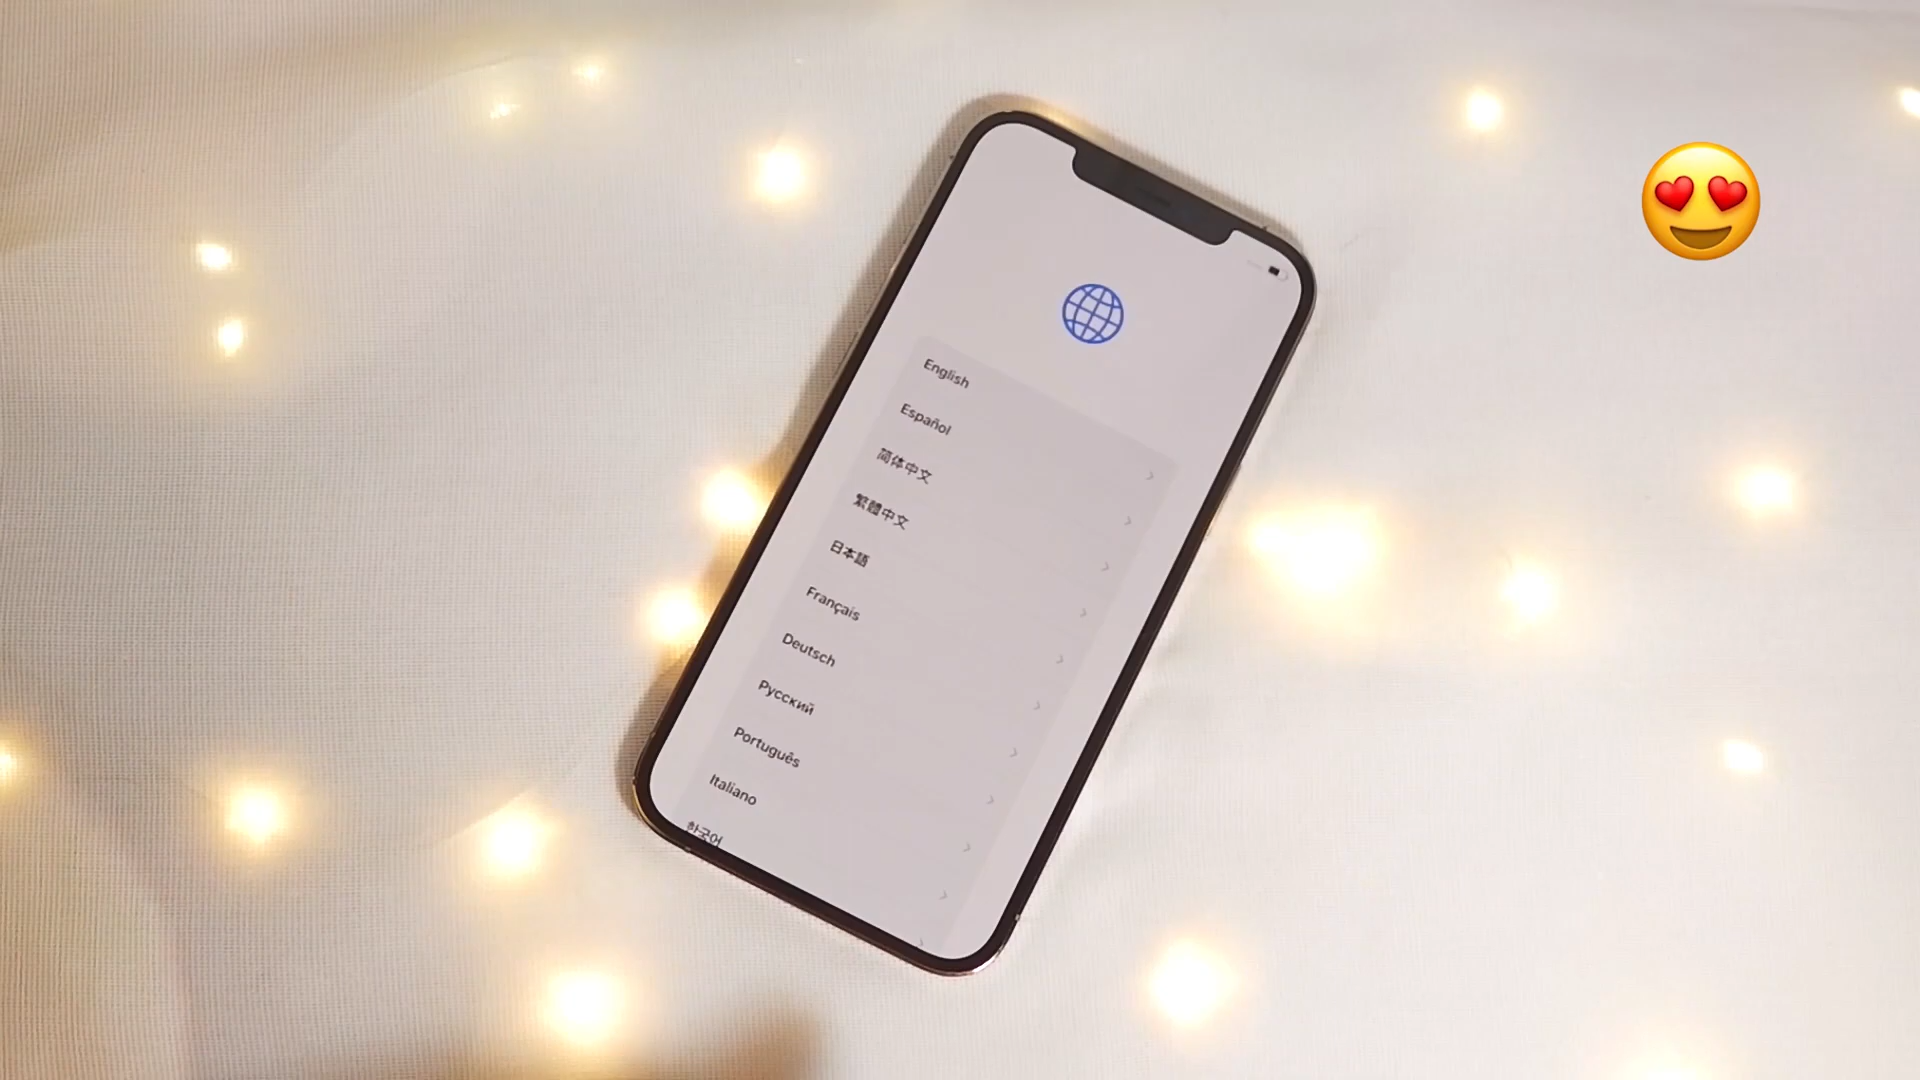 English
Español
简体中文
繁體中文
日本語
Français
Deutsch
Русский
Português
Italiano
한국어